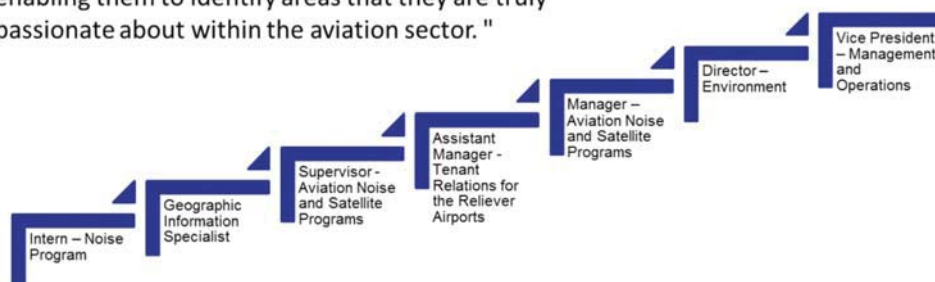 enabling them to identify areas that they are truly
passionate about within the aviation sector. "
Intern – Noise
Program
Geographic
Information
Specialist
Supervisor -
Aviation Noise
and Satellite
Programs
Assistant
Manager -
Tenant
Relations for
the Reliever
Airports
Manager –
Aviation Noise
and Satellite
Programs
Director –
Environment
Vice President
– Management
and
Operations